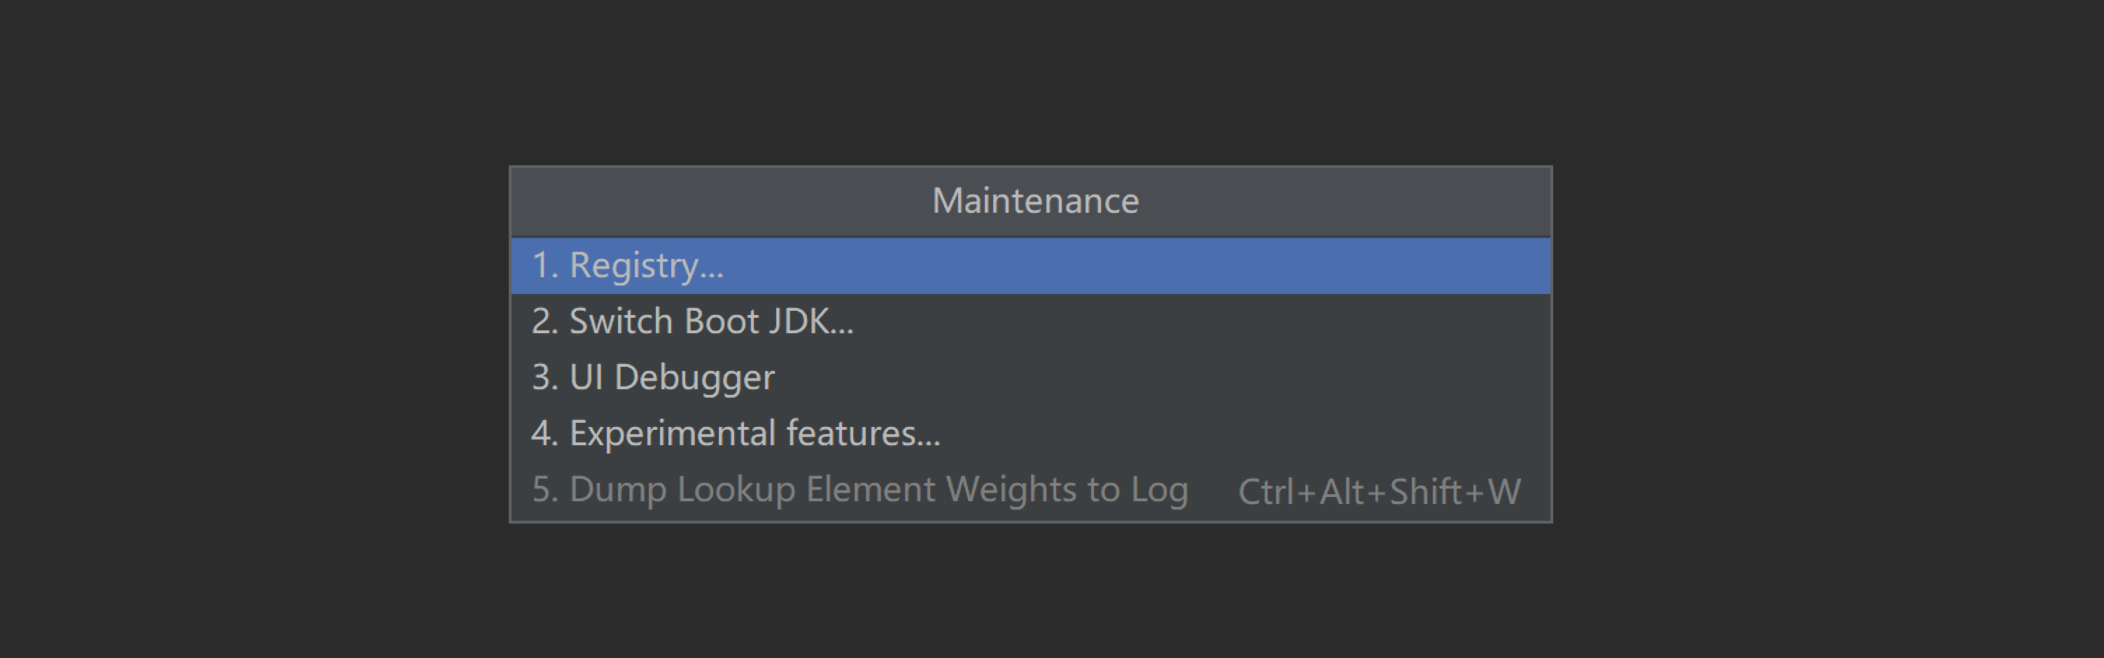 Maintenance
1. Registry...
2. Switch Boot JDK...
3. UI Debugger
4. Experimental features...
5. Dump Lookup Element Weights to Log Ctrl+Alt+Shift+W